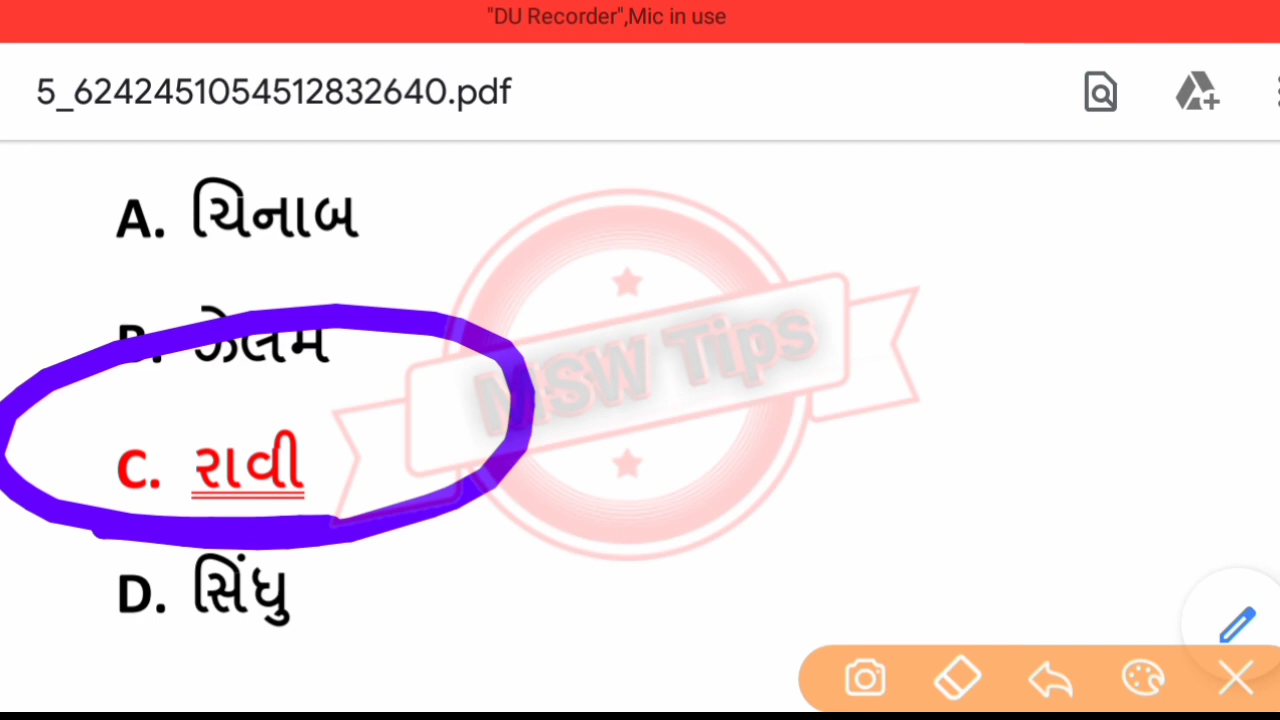 "DU Recorder",Mic in use
5_6242451054512832640.pdf
A. ચિનાબ
B. ઝેલમ
C. રાવી
D. સિંધુ
MSW Tips